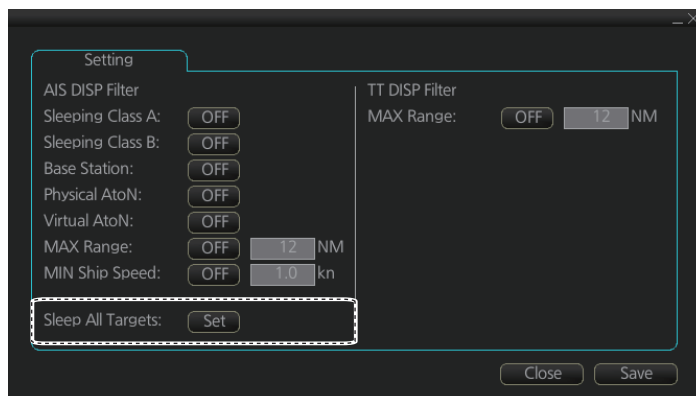 Setting
AIS DISP Filter
Sleeping Class A: OFF
Sleeping Class B: OFF
Base Station: OFF
Physical AtoN: OFF
Virtual AtoN: OFF
MAX Range: OFF 12 NM
MIN Ship Speed: OFF 1.0 kn
Sleep All Targets: Set
TT DISP Filter
MAX Range: OFF 12 NM
Close Save